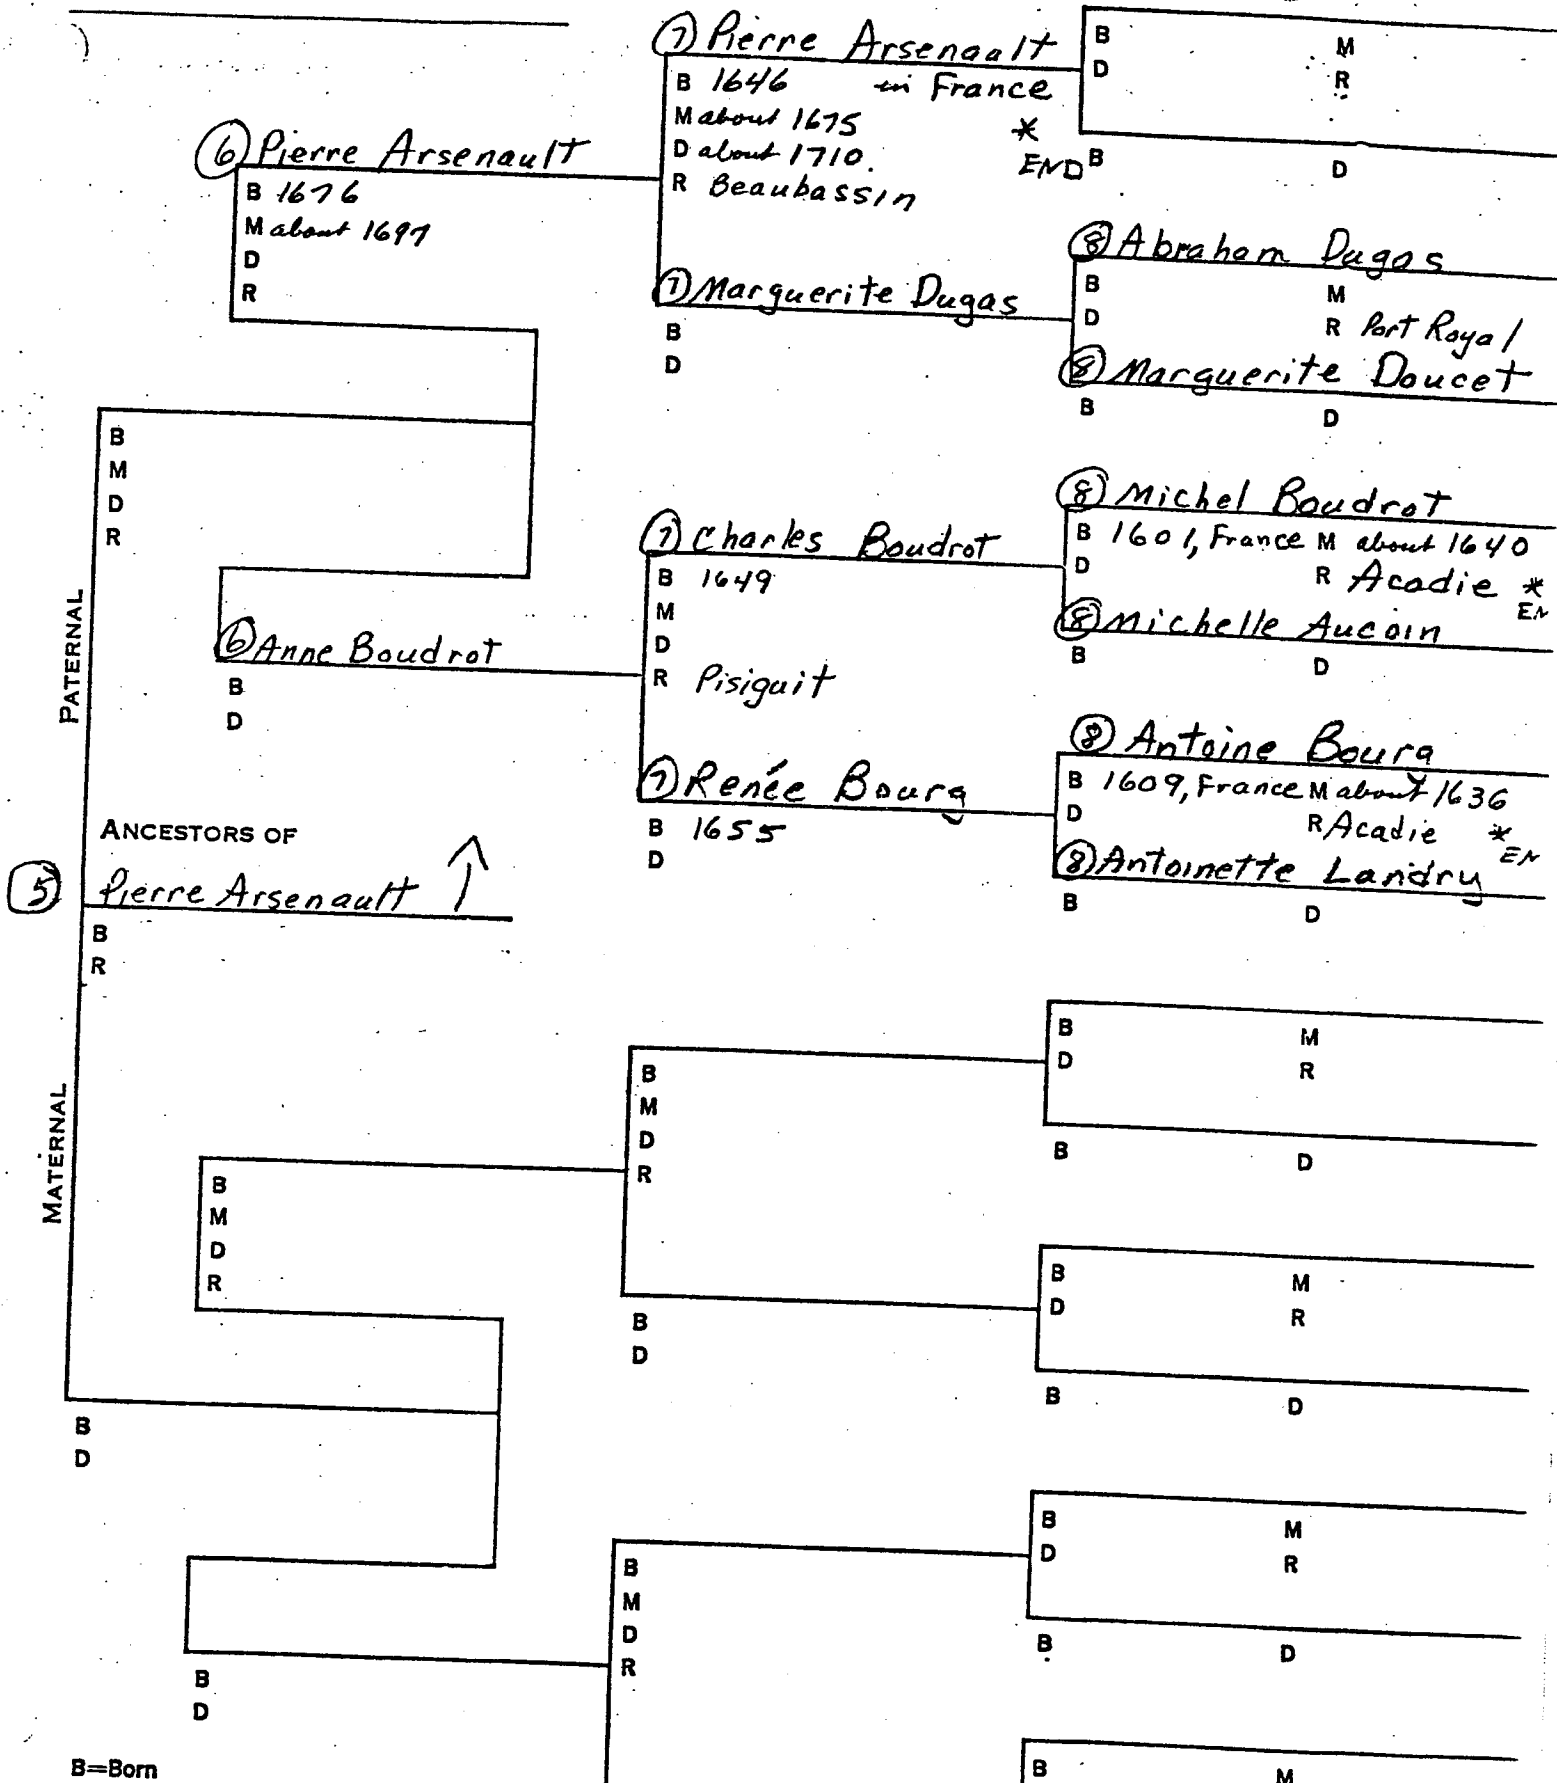 ⑦ Pierre Arsenault
B 1646 in France
M about 1675
D about 1710.
R Beaubassin
*
END
B M
D R
B D
⑥ Pierre Arsenault
B 1676
M about 1697
D
R
⑦ Marguerite Dugas
B
D
⑧ Abraham Dugas
B M
D R Port Royal
⑧ Marguerite Doucet
B D
PATERNAL
B
M
D
R
⑦ Charles Boudrot
B 1649
M
D
R Pisiguit
⑧ Michel Boudrot
B 1601, France M about 1640
D R Acadie *
EN
⑧ Michelle Aucoin
B D
⑥ Anne Boudrot
B
D
⑦ Renée Bourg
B 1655
D
⑧ Antoine Bourg
B 1609, France M about 1636
D R Acadie *
EN
⑧ Antoinette Landry
B D
ANCESTORS OF
⑤ Pierre Arsenault ↑
B
R
MATERNAL
B
M
D
R
B
M
D
R
B M
D R
B D
B
D
B M
D R
B D
B
D
B
D
B
M
D
R
B M
D R
B D
B M
B=Born